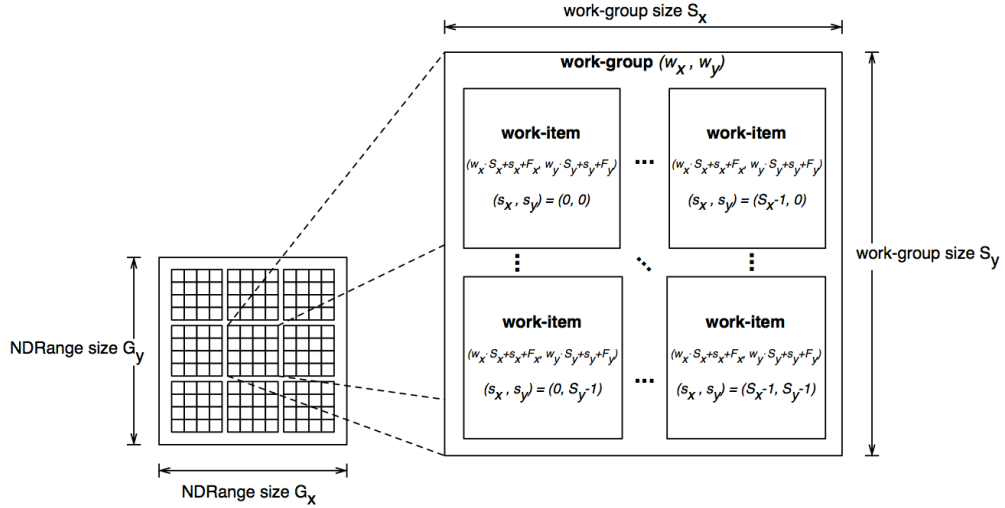 work-group size Sx
work-group (wx , wy)
work-item
(wx· Sx+sx+Fx, wy· Sy+sy+Fy)
(sx , sy) = (0, 0)
...
work-item
(wx· Sx+sx+Fx, wy· Sy+sy+Fy)
(sx , sy) = (Sx-1, 0)
work-group size Sy
work-item
(wx· Sx+sx+Fx, wy· Sy+sy+Fy)
(sx , sy) = (0, Sy-1)
...
work-item
(wx· Sx+sx+Fx, wy· Sy+sy+Fy)
(sx , sy) = (Sx-1, Sy-1)
NDRange size Gy
NDRange size Gx